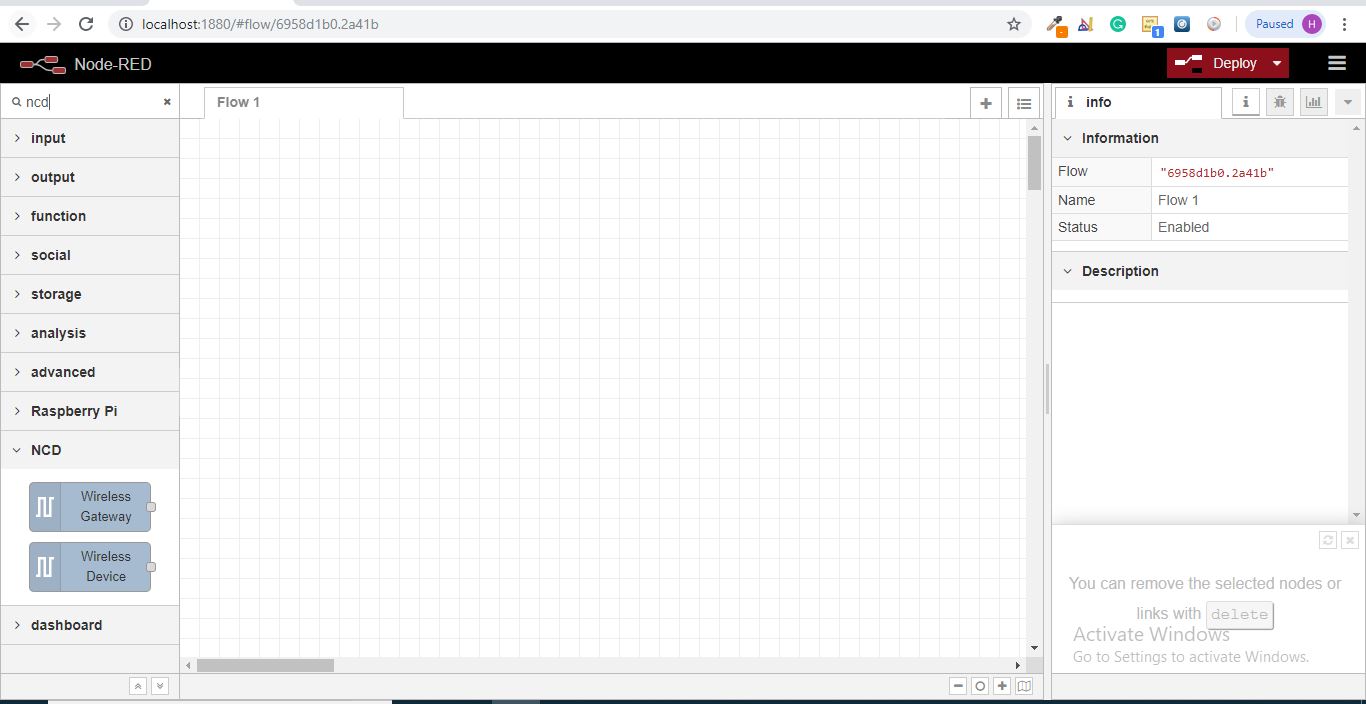 localhost:1880/#flow/6958d1b0.2a41b
1
Paused
H
Node-RED
Deploy
ncd
Flow 1
info
input
output
function
social
storage
analysis
advanced
Raspberry Pi
NCD
Wireless
Gateway
Wireless
Device
dashboard
Information
Flow "6958d1b0.2a41b"
Name Flow 1
Status Enabled
Description
You can remove the selected nodes or
links with delete
Activate Windows
Go to Settings to activate Windows.